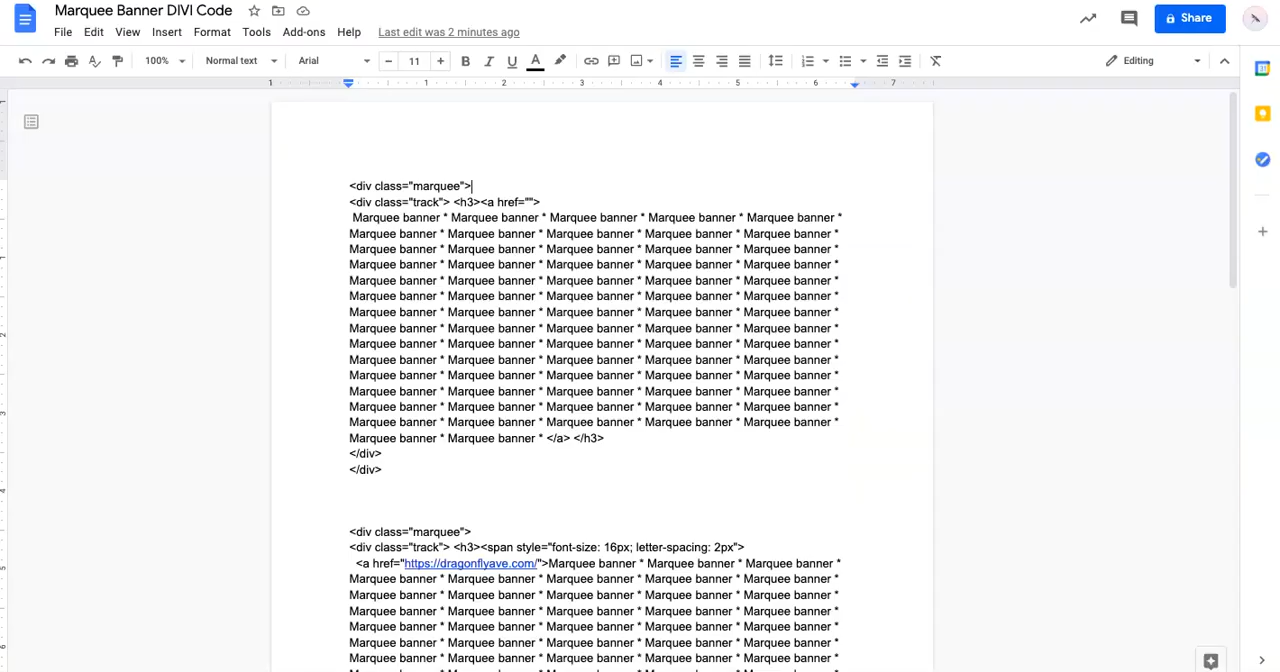 Marquee Banner DIVI Code
File Edit View Insert Format Tools Add-ons Help Last edit was 2 minutes ago
Share
100% Normal text Arial 11 Editing
1 1 2 3 4 5 6 7
<div class="marquee">
<div class="track"> <h3><a href="">
Marquee banner * Marquee banner * Marquee banner * Marquee banner * Marquee banner *
Marquee banner * Marquee banner * Marquee banner * Marquee banner * Marquee banner *
Marquee banner * Marquee banner * Marquee banner * Marquee banner * Marquee banner *
Marquee banner * Marquee banner * Marquee banner * Marquee banner * Marquee banner *
Marquee banner * Marquee banner * Marquee banner * Marquee banner * Marquee banner *
Marquee banner * Marquee banner * Marquee banner * Marquee banner * Marquee banner *
Marquee banner * Marquee banner * Marquee banner * Marquee banner * Marquee banner *
Marquee banner * Marquee banner * Marquee banner * Marquee banner * Marquee banner *
Marquee banner * Marquee banner * Marquee banner * Marquee banner * Marquee banner *
Marquee banner * Marquee banner * Marquee banner * Marquee banner * Marquee banner *
Marquee banner * Marquee banner * Marquee banner * Marquee banner * Marquee banner *
Marquee banner * Marquee banner * Marquee banner * Marquee banner * Marquee banner *
Marquee banner * Marquee banner * Marquee banner * Marquee banner * Marquee banner *
Marquee banner * Marquee banner * Marquee banner * Marquee banner * Marquee banner *
Marquee banner * Marquee banner * </a> </h3>
</div>
</div>
<div class="marquee">
<div class="track"> <h3><span style="font-size: 16px; letter-spacing: 2px">
<a href="https://dragonflyave.com/">Marquee banner * Marquee banner * Marquee banner *
Marquee banner * Marquee banner * Marquee banner * Marquee banner * Marquee banner *
Marquee banner * Marquee banner * Marquee banner * Marquee banner * Marquee banner *
Marquee banner * Marquee banner * Marquee banner * Marquee banner * Marquee banner *
Marquee banner * Marquee banner * Marquee banner * Marquee banner * Marquee banner *
Marquee banner * Marquee banner * Marquee banner * Marquee banner * Marquee banner *
Marquee banner * Marquee banner * Marquee banner * Marquee banner * Marquee banner *